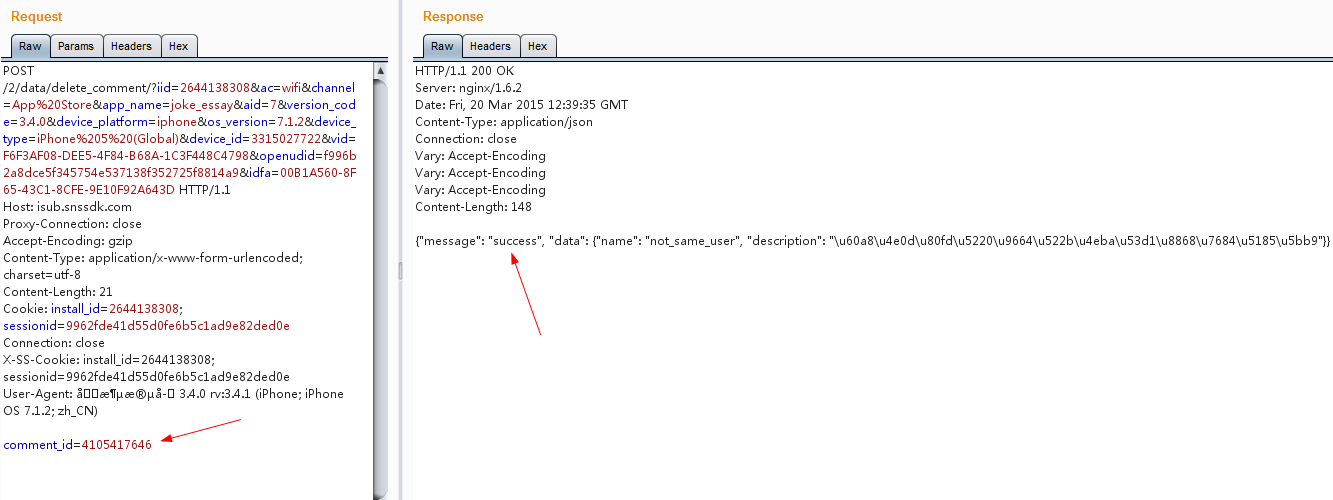 Request
Raw Params Headers Hex
POST
/2/data/delete_comment/?iid=2644138308&ac=wifi&channel
=App%20Store&app_name=joke_essay&aid=7&version_cod
e=3.4.0&device_platform=iphone&os_version=7.1.2&device_
type=iPhone%205%20(Global)&device_id=3315027722&vid=
F6F3AF08-DEE5-4F84-B68A-1C3F448C4798&openudid=f996b
2a8dce5f345754e537138f352725f8814a9&idfa=00B1A560-8F
65-43C1-8CFE-9E10F92A643D HTTP/1.1
Host: isub.snssdk.com
Proxy-Connection: close
Accept-Encoding: gzip
Content-Type: application/x-www-form-urlencoded;
charset=utf-8
Content-Length: 21
Cookie: install_id=2644138308;
sessionid=9962fde41d55d0fe6b5c1ad9e82ded0e
Connection: close
X-SS-Cookie: install_id=2644138308;
sessionid=9962fde41d55d0fe6b5c1ad9e82ded0e
User-Agent: 3.4.0 rv:3.4.1 (iPhone; iPhone
OS 7.1.2; zh_CN)
comment_id=4105417646
Response
Raw Headers Hex
HTTP/1.1 200 OK
Server: nginx/1.6.2
Date: Fri, 20 Mar 2015 12:39:35 GMT
Content-Type: application/json
Connection: close
Vary: Accept-Encoding
Vary: Accept-Encoding
Vary: Accept-Encoding
Content-Length: 148
{"message": "success", "data": {"name": "not_same_user", "description": "\u60a8\u4e0d\u80fd\u5220\u9664\u522b\u4eba\u53d1\u8868\u7684\u5185\u5bb9"}}